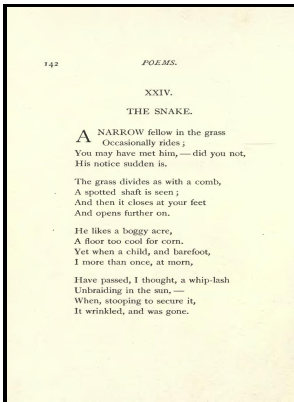 142
POEMS.
XXIV.
THE SNAKE.
A NARROW fellow in the grass
Occasionally rides ;
You may have met him, — did you not,
His notice sudden is.
The grass divides as with a comb,
A spotted shaft is seen ;
And then it closes at your feet
And opens further on.
He likes a boggy acre,
A floor too cool for corn.
Yet when a child, and barefoot,
I more than once, at morn,
Have passed, I thought, a whip-lash
Unbraiding in the sun, —
When, stooping to secure it,
It wrinkled, and was gone.